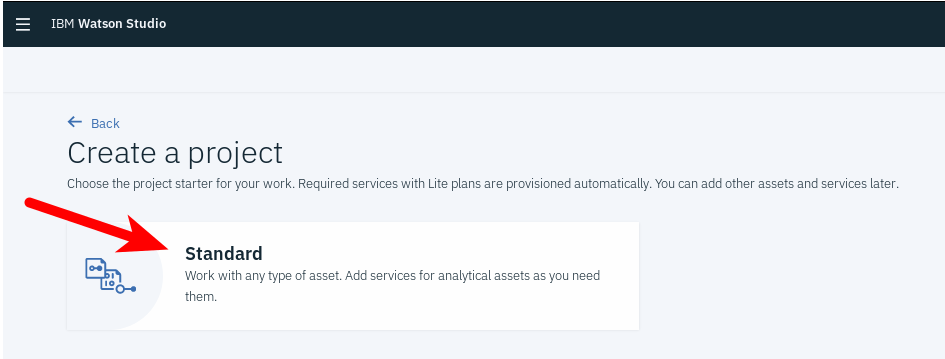 IBM Watson Studio
Back
Create a project
Choose the project starter for your work. Required services with Lite plans are provisioned automatically. You can add other assets and services later.
Standard
Work with any type of asset. Add services for analytical assets as you need
them.